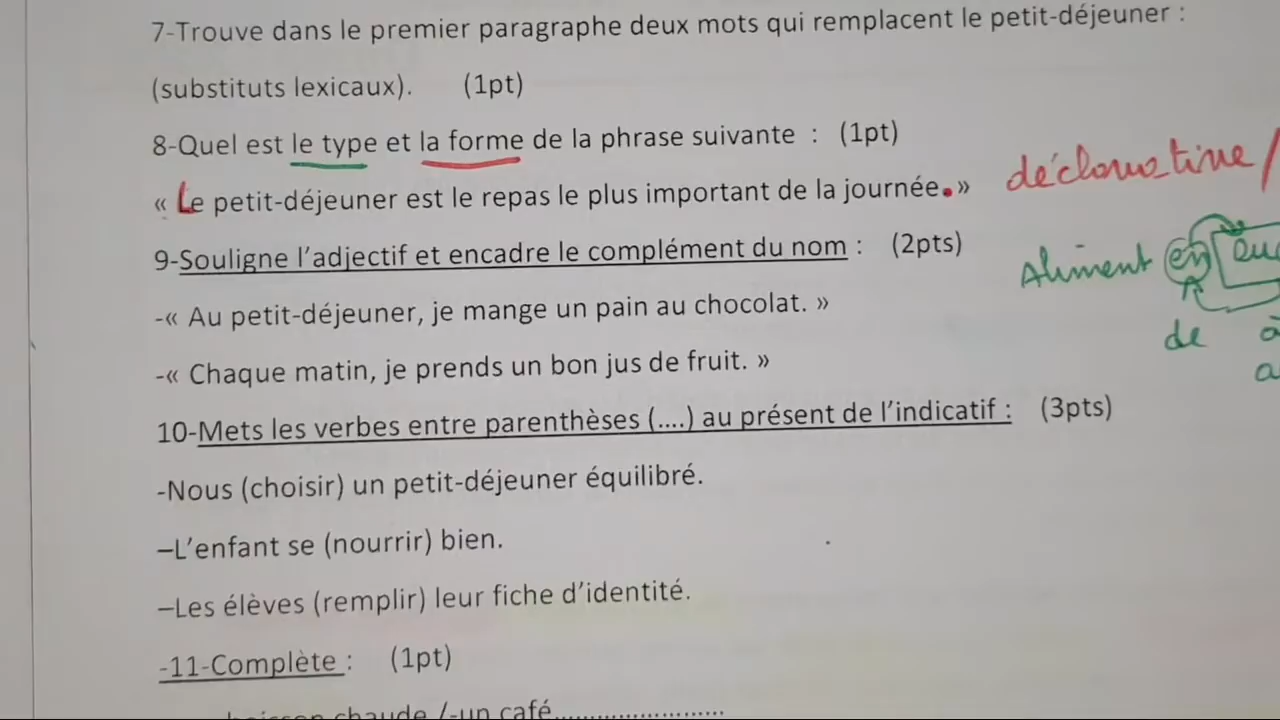 7-Trouve dans le premier paragraphe deux mots qui remplacent le petit-déjeuner :
(substituts lexicaux). (1pt)
8-Quel est le type et la forme de la phrase suivante : (1pt)
« Le petit-déjeuner est le repas le plus important de la journée. » déclarative /
9-Souligne l’adjectif et encadre le complément du nom : (2pts)
Aliment en
-« Au petit-déjeuner, je mange un pain au chocolat. »
de à
-« Chaque matin, je prends un bon jus de fruit. »
10-Mets les verbes entre parenthèses (....) au présent de l’indicatif : (3pts)
-Nous (choisir) un petit-déjeuner équilibré.
–L’enfant se (nourrir) bien.
–Les élèves (remplir) leur fiche d’identité.
-11-Complète : (1pt)
boisson chaude /-un café........................